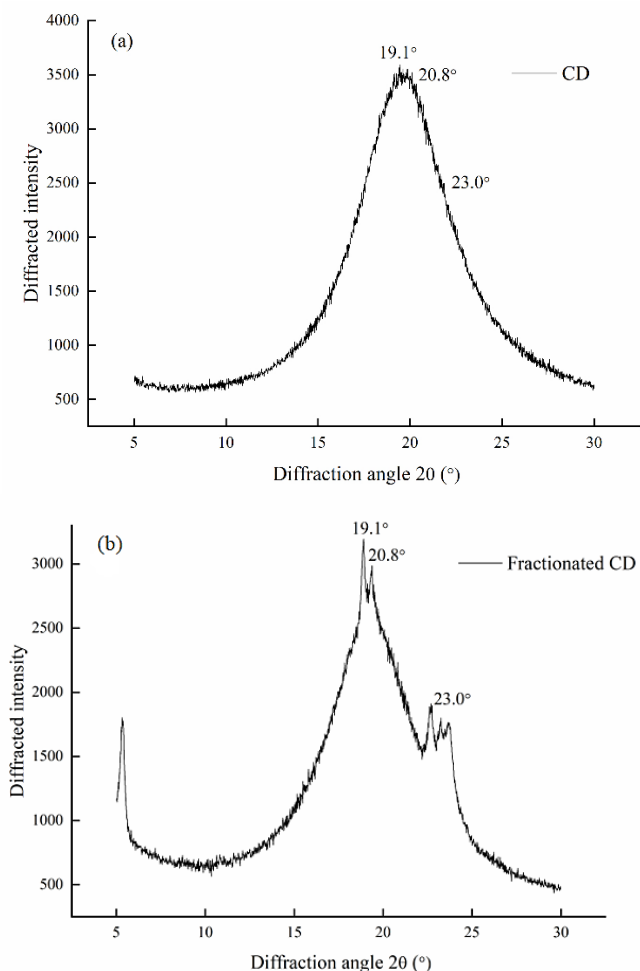 (a)
19.1°
20.8°
CD
23.0°
4000
3500
3000
2500
2000
1500
1000
500
Diffracted intensity
5 10 15 20 25 30
Diffraction angle 2θ (°)
(b)
19.1°
20.8°
Fractionated CD
23.0°
3000
2500
2000
1500
1000
500
Diffracted intensity
5 10 15 20 25 30
Diffraction angle 2θ (°)